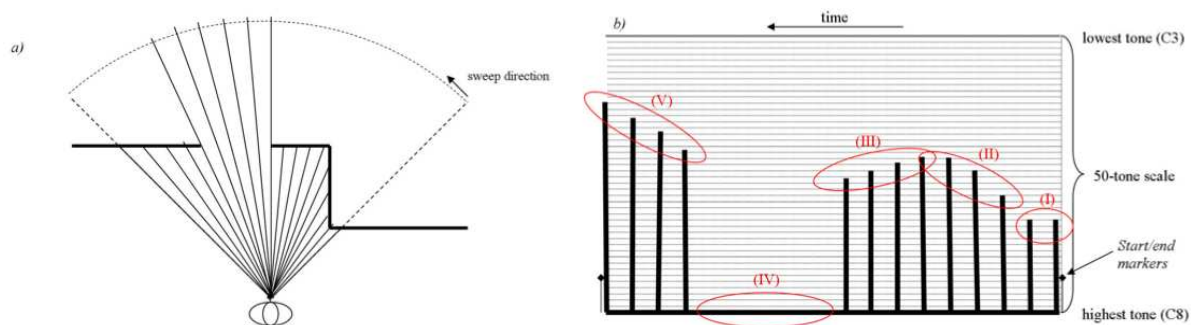 a)
sweep direction
b)
time
lowest tone (C3)
(V)
(III)
(II)
50-tone scale
(I)
Start/end
markers
(IV)
highest tone (C8)